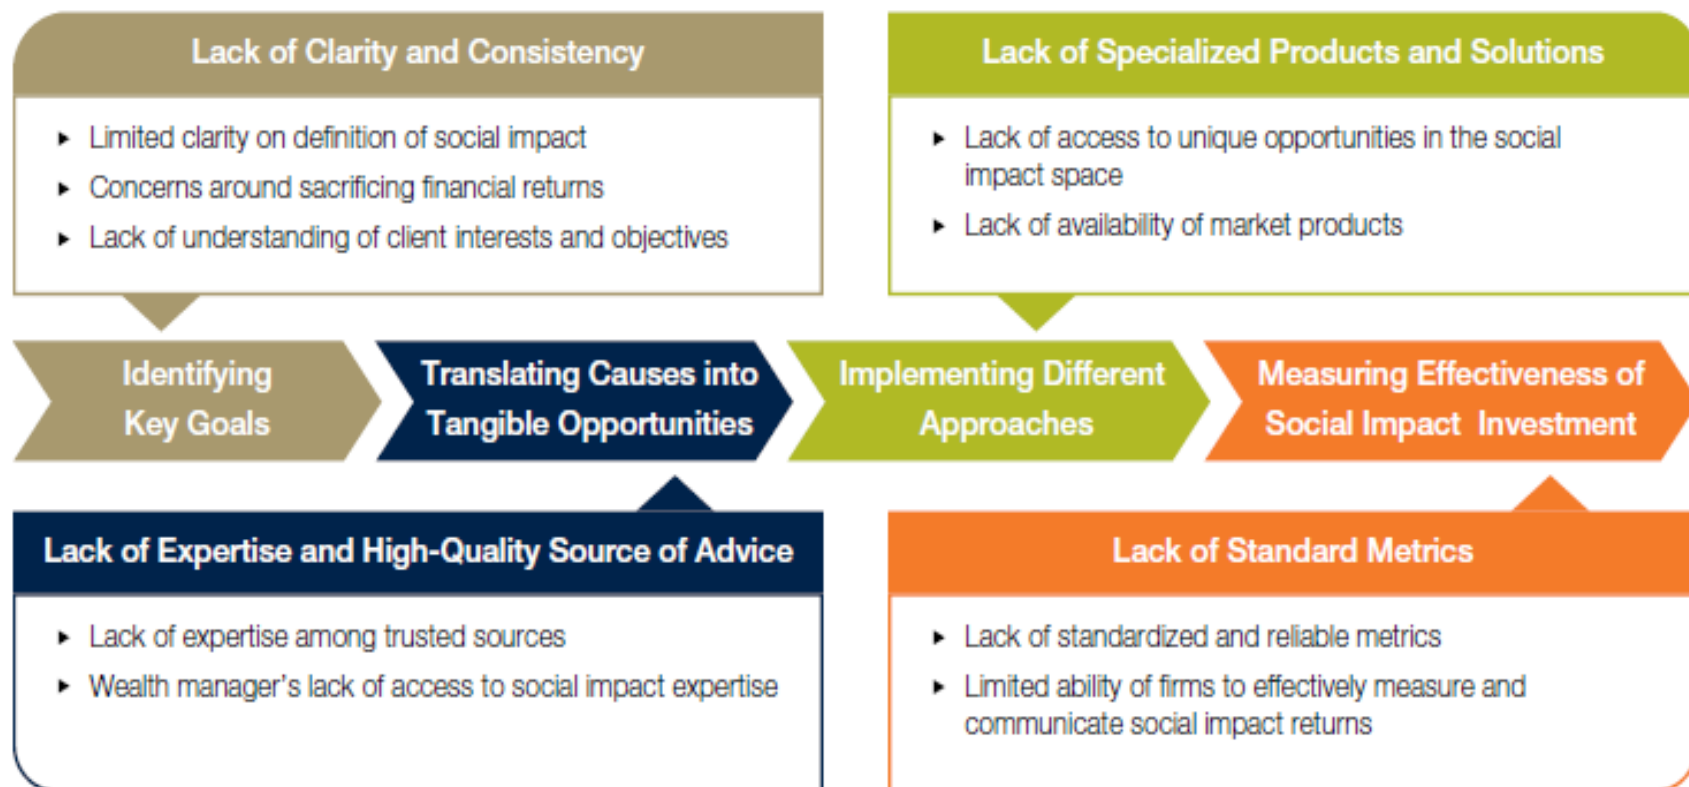 Lack of Clarity and Consistency
Limited clarity on definition of social impact
Concerns around sacrificing financial returns
Lack of understanding of client interests and objectives
Lack of Specialized Products and Solutions
Lack of access to unique opportunities in the social
impact space
Lack of availability of market products
Identifying
Key Goals
Translating Causes into
Tangible Opportunities
Implementing Different
Approaches
Measuring Effectiveness of
Social Impact Investment
Lack of Expertise and High-Quality Source of Advice
Lack of expertise among trusted sources
Wealth manager's lack of access to social impact expertise
Lack of Standard Metrics
Lack of standardized and reliable metrics
Limited ability of firms to effectively measure and
communicate social impact returns